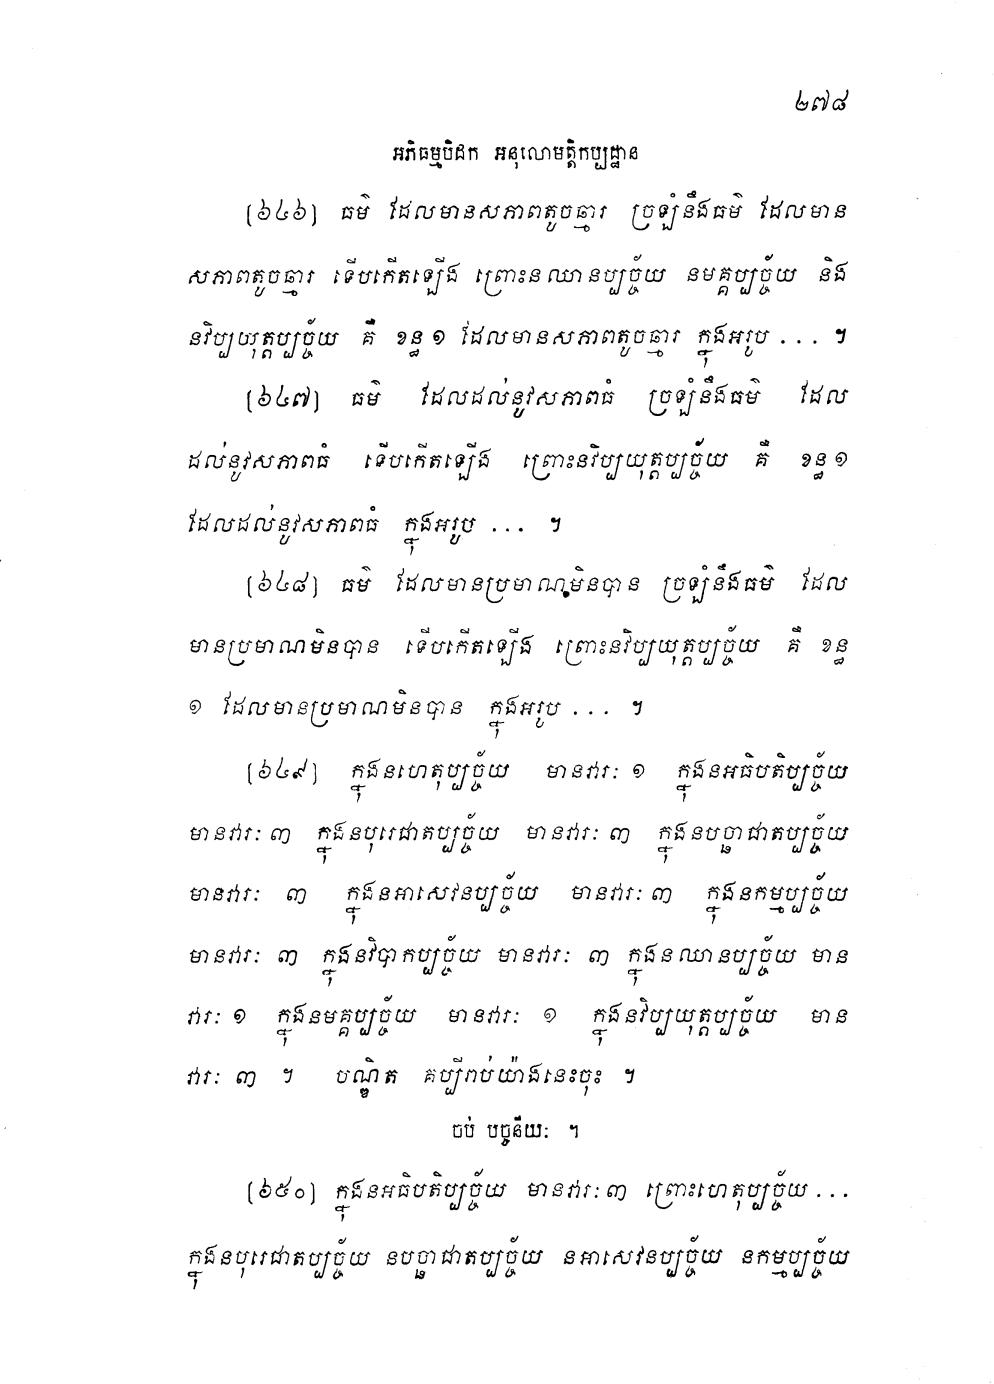 ២៧៨
អភិធម្មបិដក អនុលោមត្តិកប្បដ្ឋាន
[៦៤៦] ធម៌ ដែលមានសភាពតូចឆ្មារ ច្រឡំនឹងធម៌ ដែលមាន
សភាពតូចឆ្មារ ទើបកើតឡើង ព្រោះនឈានប្បច្ច័យ នមគ្គប្បច្ច័យ និង
នវិប្បយុត្តប្បច្ច័យ គឺ ខន្ធ ១ ដែលមានសភាពតូចឆ្មារ ក្នុងអរូប ... ។
[៦៤៧] ធម៌ ដែលដល់នូវសភាពធំ ច្រឡំនឹងធម៌ ដែល
ដល់នូវសភាពធំ ទើបកើតឡើង ព្រោះនវិប្បយុត្តប្បច្ច័យ គឺ ខន្ធ ១
ដែលដល់នូវសភាពធំ ក្នុងអរូប ... ។
[៦៤៨] ធម៌ ដែលមានប្រមាណមិនបាន ច្រឡំនឹងធម៌ ដែល
មានប្រមាណមិនបាន ទើបកើតឡើង ព្រោះនវិប្បយុត្តប្បច្ច័យ គឺ ខន្ធ
១ ដែលមានប្រមាណមិនបាន ក្នុងអរូប ... ។
[៦៤៩] ក្នុងនហេតុប្បច្ច័យ មានវារៈ ១ ក្នុងនអធិបតិប្បច្ច័យ
មានវារៈ ៣ ក្នុងនបុរេជាតប្បច្ច័យ មានវារៈ ៣ ក្នុងនបច្ឆាជាតប្បច្ច័យ
មានវារៈ ៣ ក្នុងនអាសេវនប្បច្ច័យ មានវារៈ ៣ ក្នុងនកម្មប្បច្ច័យ
មានវារៈ ៣ ក្នុងនវិបាកប្បច្ច័យ មានវារៈ ៣ ក្នុងនឈានប្បច្ច័យ មាន
វារៈ ១ ក្នុងនមគ្គប្បច្ច័យ មានវារៈ ១ ក្នុងនវិប្បយុត្តប្បច្ច័យ មាន
វារៈ ៣ ។ បណ្ឌិត គប្បីរាប់យ៉ាងនេះចុះ ។
ចប់ បច្ចនីយៈ ។
[៦៥០] ក្នុងនអធិបតិប្បច្ច័យ មានវារៈ ៣ ព្រោះហេតុប្បច្ច័យ ...
ក្នុងនបុរេជាតប្បច្ច័យ នបច្ឆាជាតប្បច្ច័យ នអាសេវនប្បច្ច័យ នកម្មប្បច្ច័យ